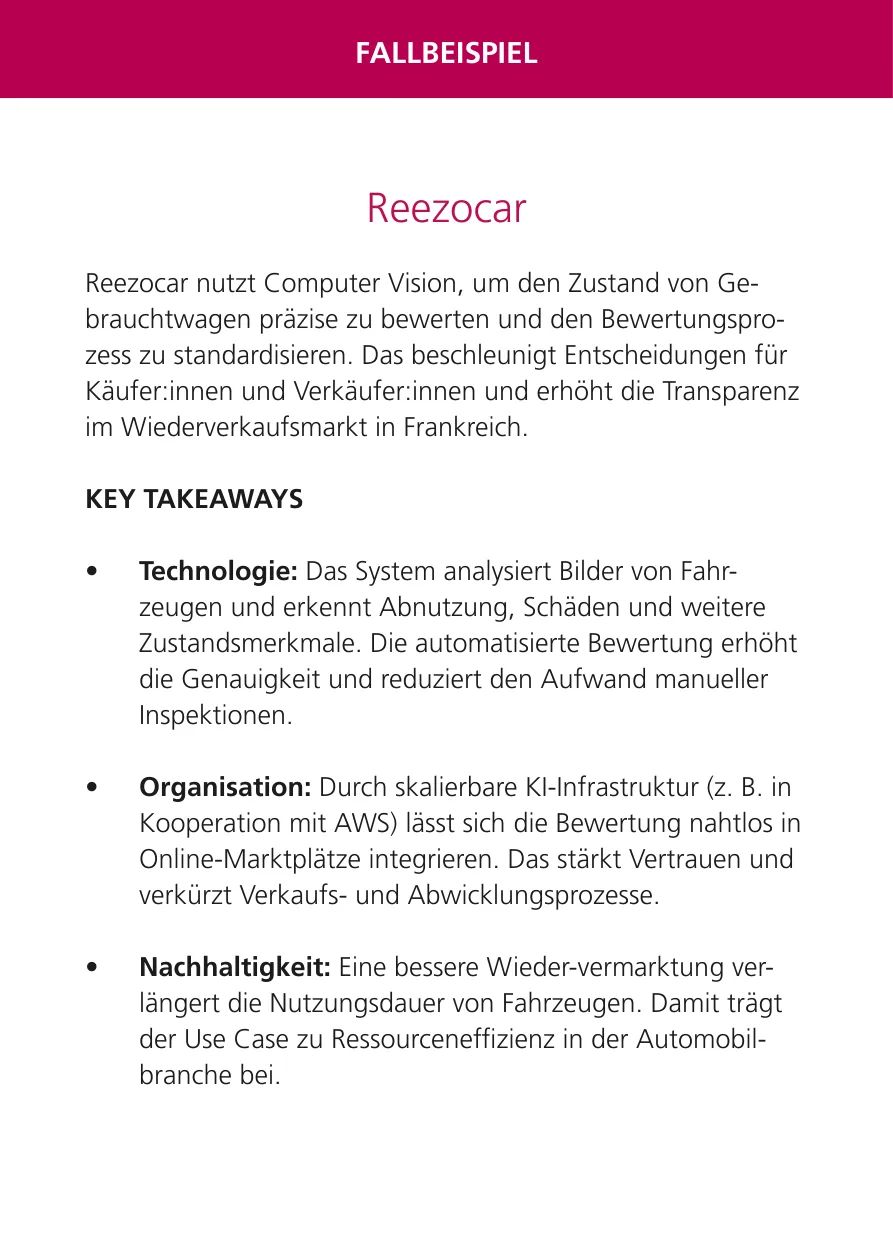 FALLBEISPIEL
Reezocar
Reezocar nutzt Computer Vision, um den Zustand von Ge-
brauchtwagen präzise zu bewerten und den Bewertungspro-
zess zu standardisieren. Das beschleunigt Entscheidungen für
Käufer:innen und Verkäufer:innen und erhöht die Transparenz
im Wiederverkaufsmarkt in Frankreich.
KEY TAKEAWAYS
• Technologie: Das System analysiert Bilder von Fahr-
zeugen und erkennt Abnutzung, Schäden und weitere
Zustandsmerkmale. Die automatisierte Bewertung erhöht
die Genauigkeit und reduziert den Aufwand manueller
Inspektionen.
• Organisation: Durch skalierbare KI-Infrastruktur (z. B. in
Kooperation mit AWS) lässt sich die Bewertung nahtlos in
Online-Marktplätze integrieren. Das stärkt Vertrauen und
verkürzt Verkaufs- und Abwicklungsprozesse.
• Nachhaltigkeit: Eine bessere Wieder-vermarktung ver-
längert die Nutzungsdauer von Fahrzeugen. Damit trägt
der Use Case zu Ressourceneffizienz in der Automobil-
branche bei.